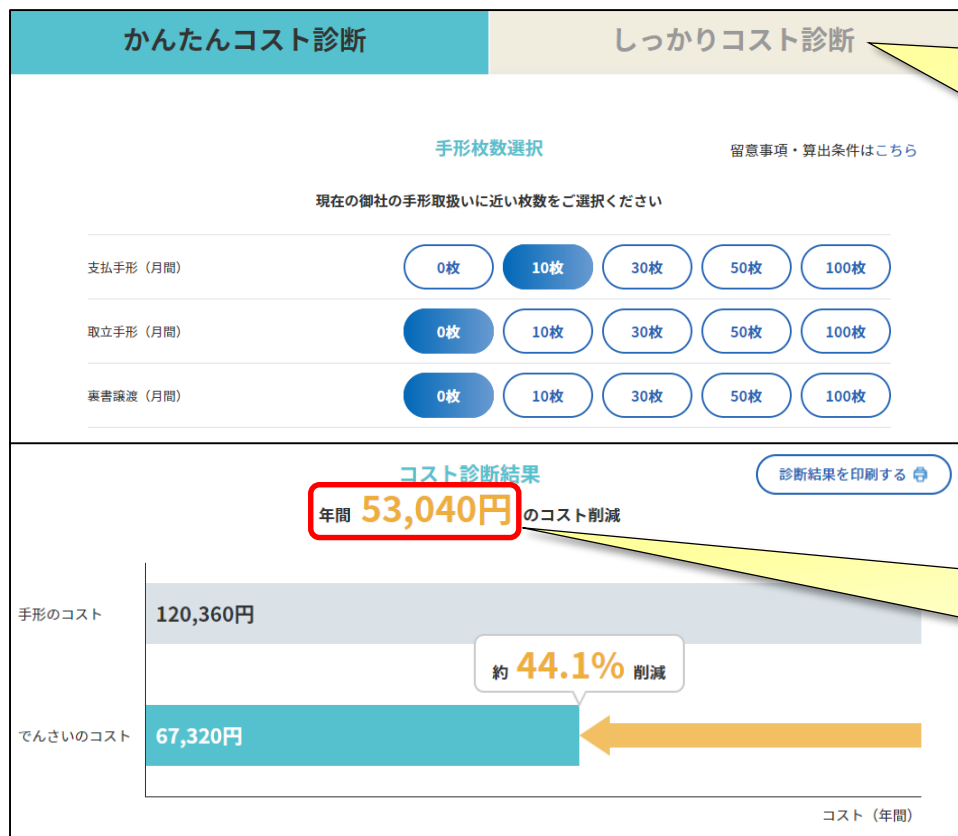 かんたんコスト診断
しっかりコスト診断
手形枚数選択
留意事項・算出条件はこちら
現在の御社の手形取扱いに近い枚数をご選択ください
支払手形（月間） 0枚 10枚 30枚 50枚 100枚
取立手形（月間） 0枚 10枚 30枚 50枚 100枚
裏書譲渡（月間） 0枚 10枚 30枚 50枚 100枚
コスト診断結果
診断結果を印刷する
年間 53,040円 のコスト削減
手形のコスト 120,360円
約 44.1% 削減
でんさいのコスト 67,320円
コスト（年間）